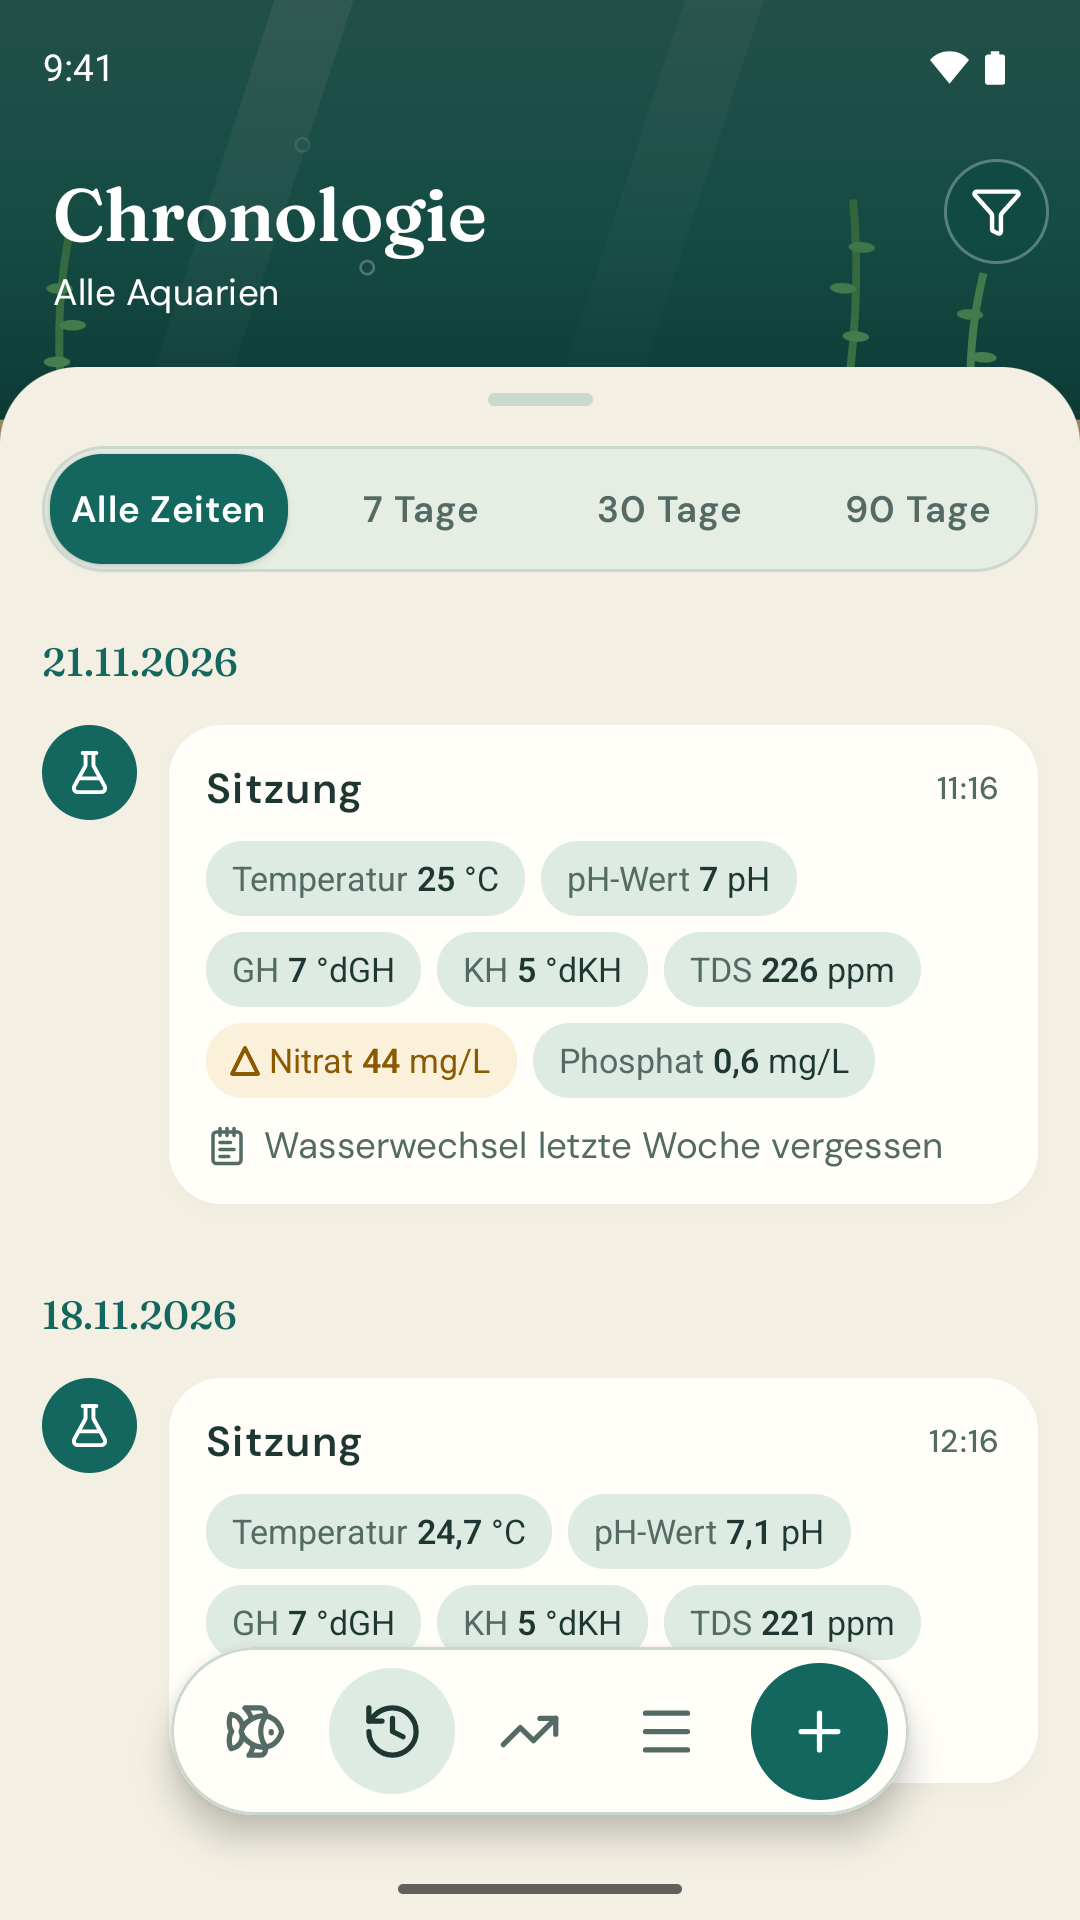 9:41
Chronologie
Alle Aquarien
Alle Zeiten 7 Tage 30 Tage 90 Tage
21.11.2026
Sitzung 11:16
Temperatur 25 °C pH-Wert 7 pH
GH 7 °dGH KH 5 °dKH TDS 226 ppm
Nitrat 44 mg/L Phosphat 0,6 mg/L
Wasserwechsel letzte Woche vergessen
18.11.2026
Sitzung 12:16
Temperatur 24,7 °C pH-Wert 7,1 pH
GH 7 °dGH KH 5 °dKH TDS 221 ppm